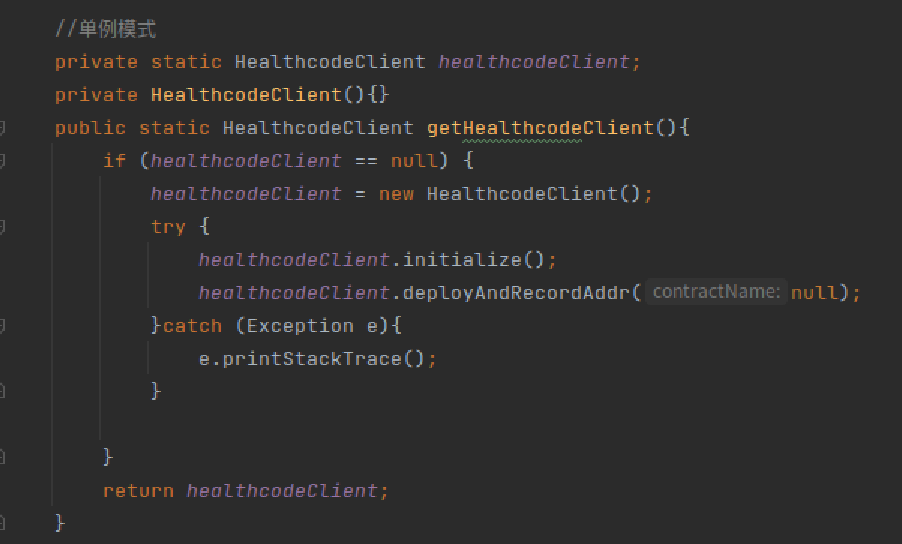 //单例模式
private static HealthcodeClient healthcodeClient;
private HealthcodeClient(){}
public static HealthcodeClient getHealthcodeClient(){
if (healthcodeClient == null) {
healthcodeClient = new HealthcodeClient();
try {
healthcodeClient.initialize();
healthcodeClient.deployAndRecordAddr( contractName: null);
}catch (Exception e){
e.printStackTrace();
}
}
return healthcodeClient;
}